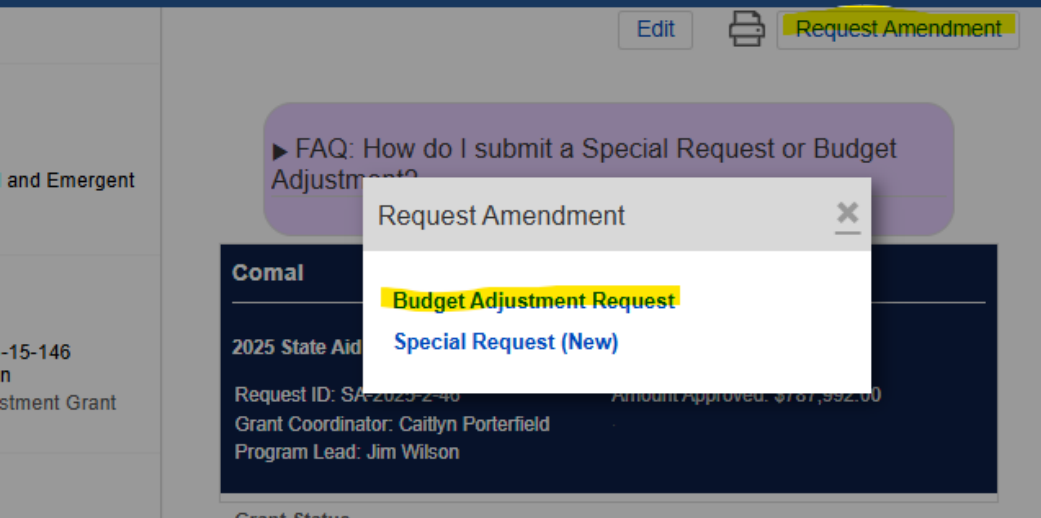 Edit
Request Amendment
▶ FAQ: How do I submit a Special Request or Budget
Adjustment?
and Emergent
Request Amendment
×
Comal
Budget Adjustment Request
2025 State Aid
Special Request (New)
-15-146
n
stment Grant
Request ID: SA-2025-2-46
Amount Approved: $787,992.00
Grant Coordinator: Caitlyn Porterfield
Program Lead: Jim Wilson
Grant Status